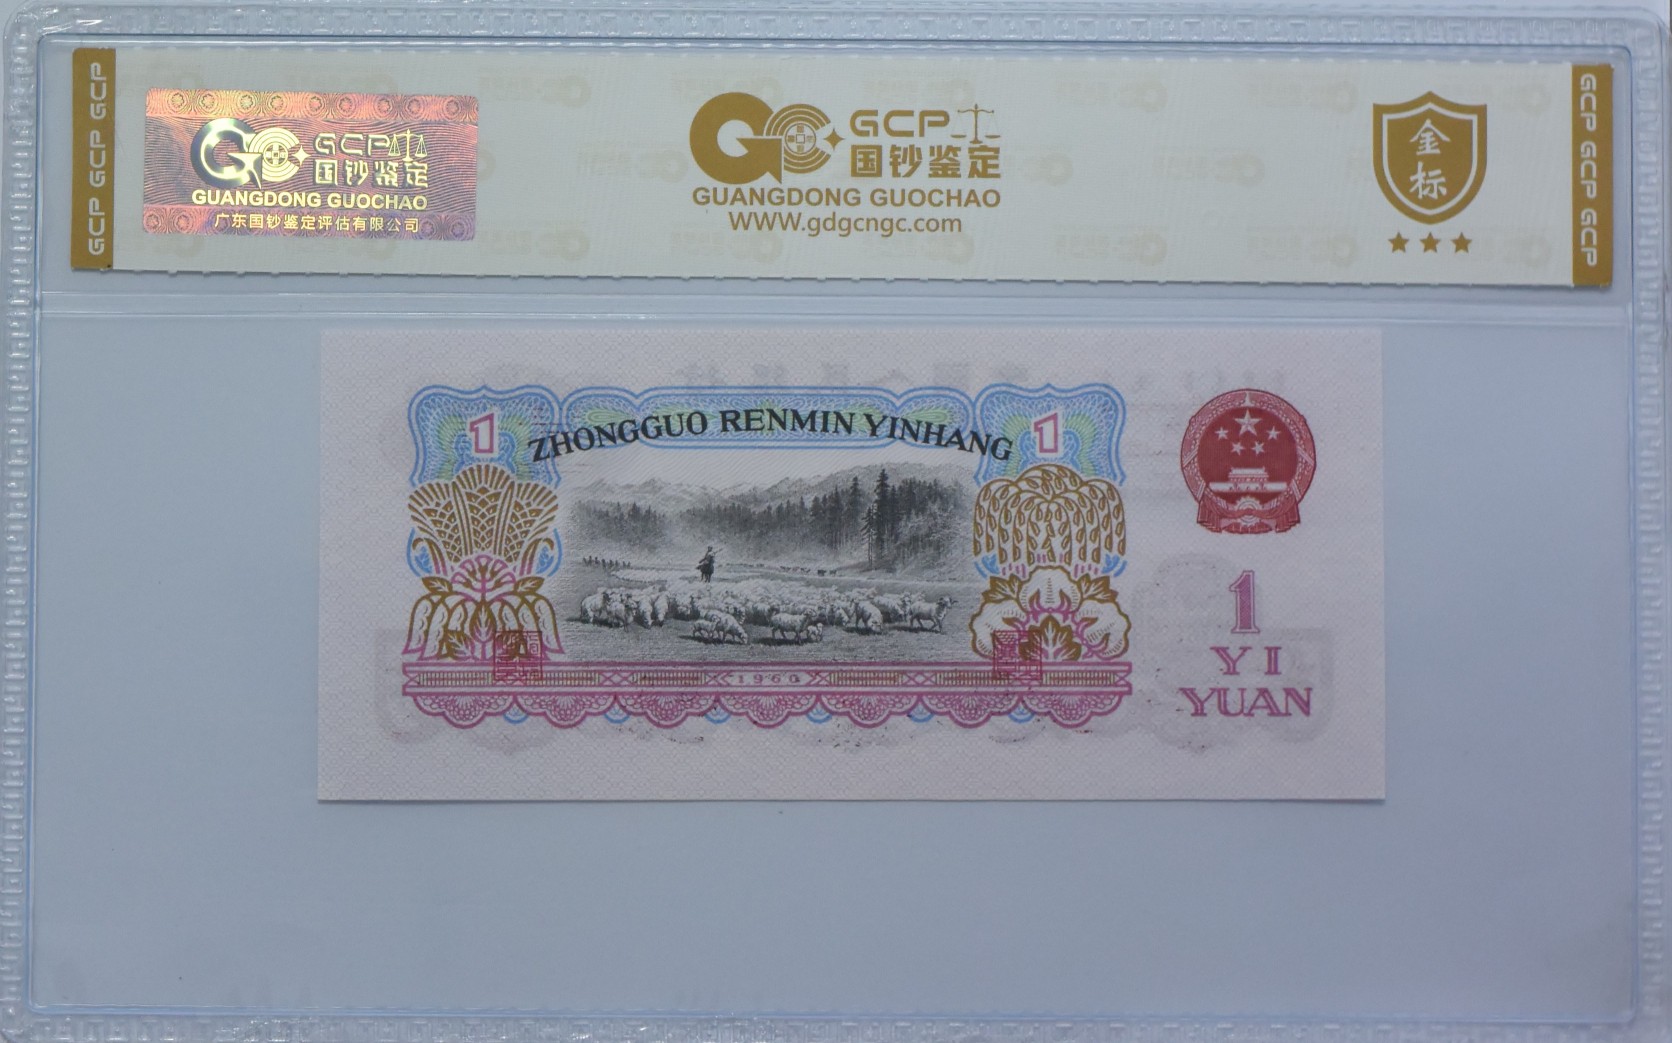 GCP GCP GCP
GCP 国钞鉴定
GUANGDONG GUOCHAO
广东国钞鉴定评估有限公司
GCP 国钞鉴定
GUANGDONG GUOCHAO
WWW.gdgcngc.com
金标
GCP GCP GCP
1 ZHONGGUO RENMIN YINHANG 1
1960
1
YI
YUAN